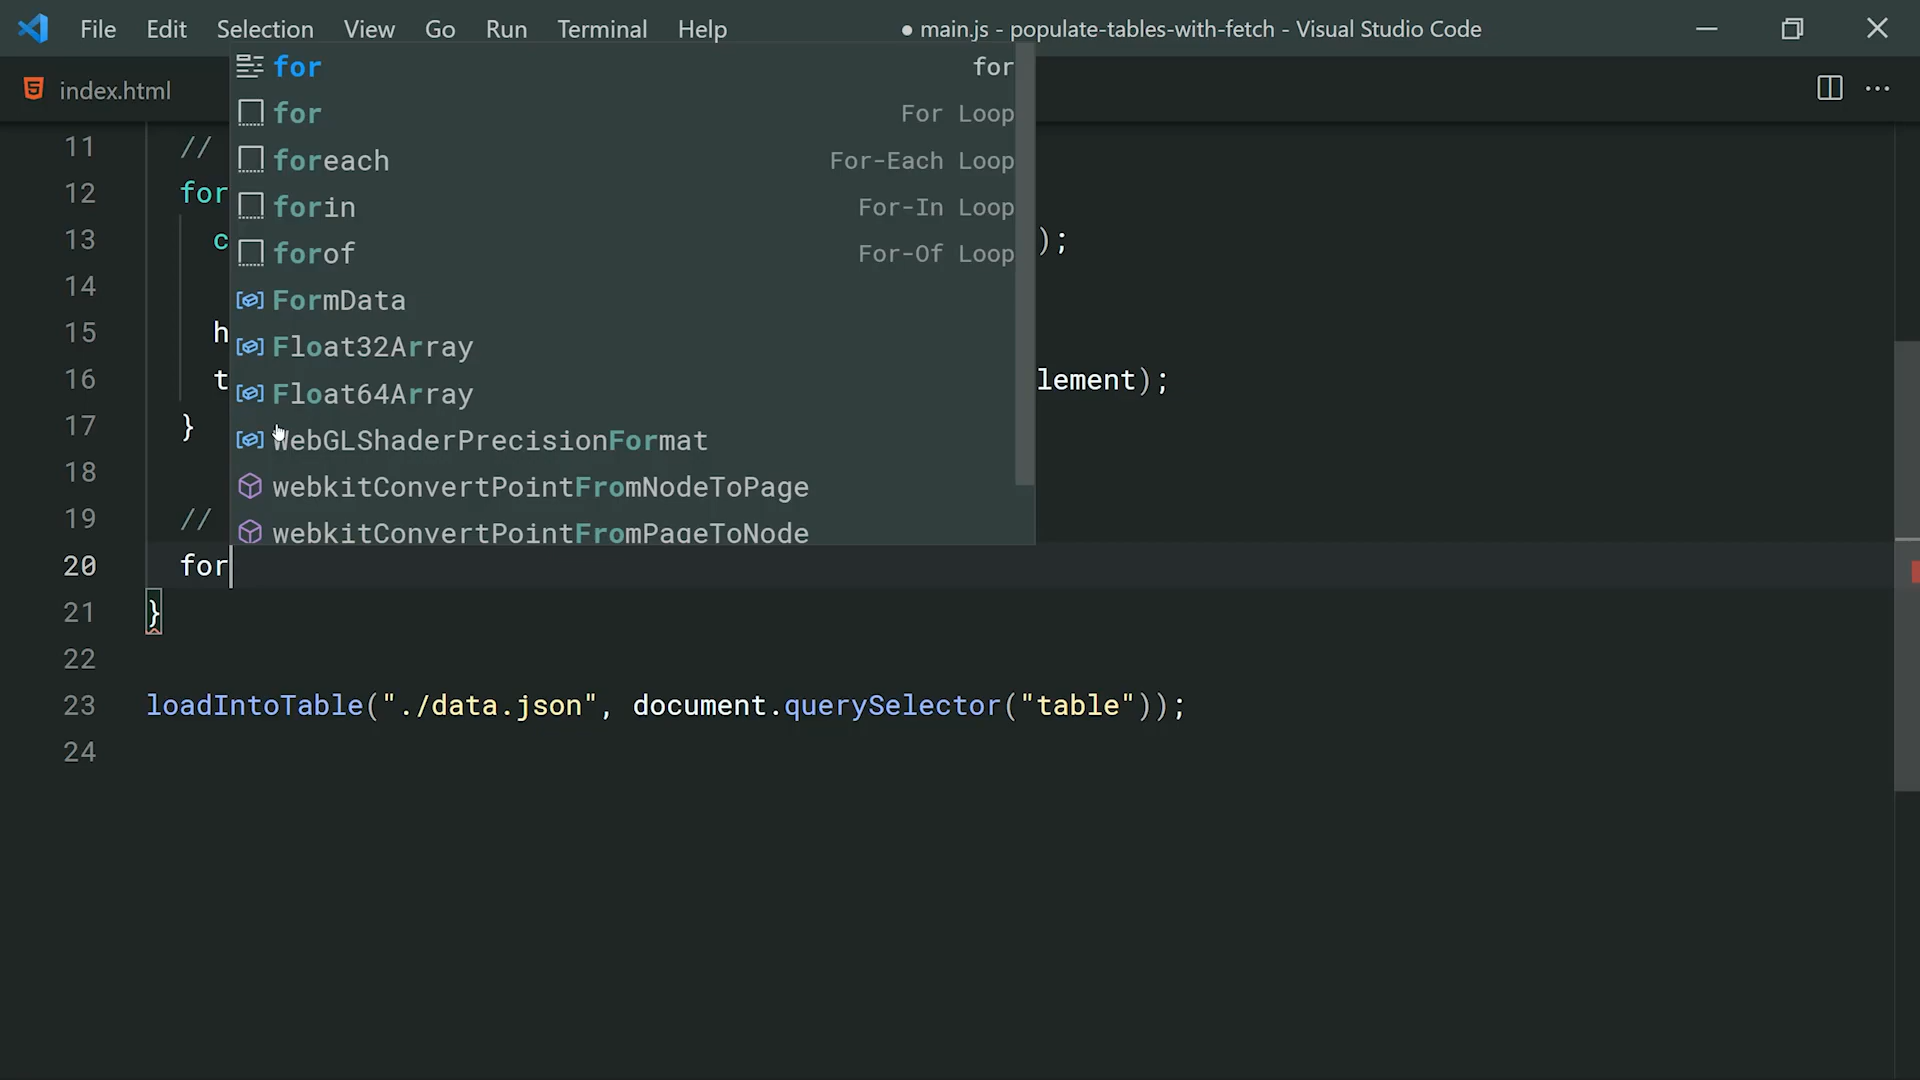 File Edit Selection View Go Run Terminal Help ● main.js - populate-tables-with-fetch - Visual Studio Code
index.html
for for
for For Loop
foreach For-Each Loop
forin For-In Loop
forof For-Of Loop
FormData
Float32Array
Float64Array
WebGLShaderPrecisionFormat
webkitConvertPointFromNodeToPage
webkitConvertPointFromPageToNode
11 //
12 for
13 c );
14
15 h
16 t lement);
17 }
18
19 //
20 for
21 }
22
23 loadIntoTable("./data.json", document.querySelector("table"));
24